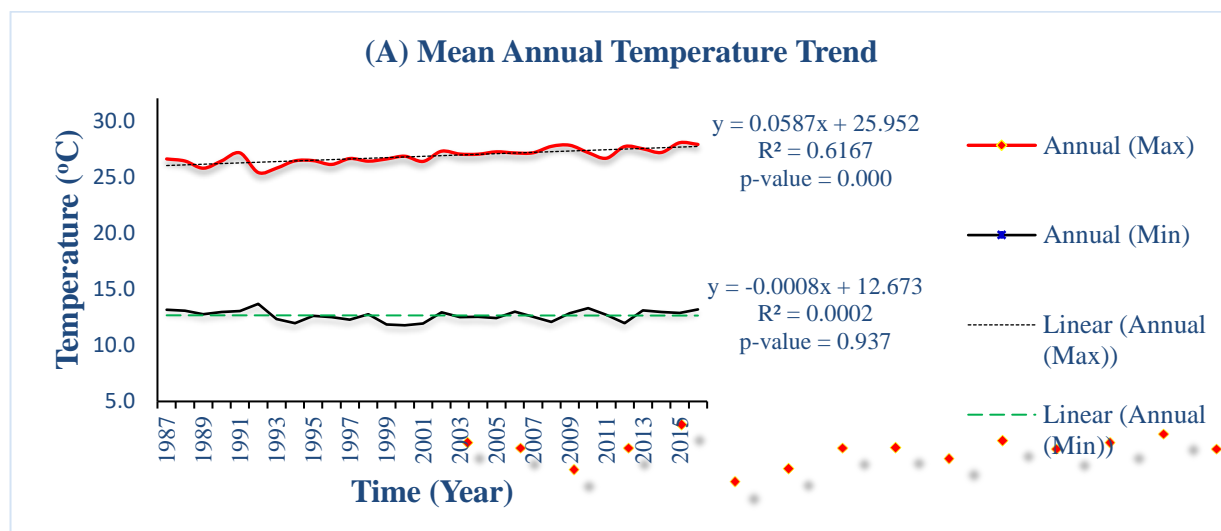 (A) Mean Annual Temperature Trend
Temperature (ºC)
30.0
25.0
20.0
15.0
10.0
5.0
y = 0.0587x + 25.952
R² = 0.6167
p-value = 0.000
y = -0.0008x + 12.673
R² = 0.0002
p-value = 0.937
1987
1989
1991
1993
1995
1997
1999
2001
2003
2005
2007
2009
2011
2013
2015
Time (Year)
Annual (Max)
Annual (Min)
Linear (Annual
(Max))
Linear (Annual
(Min))